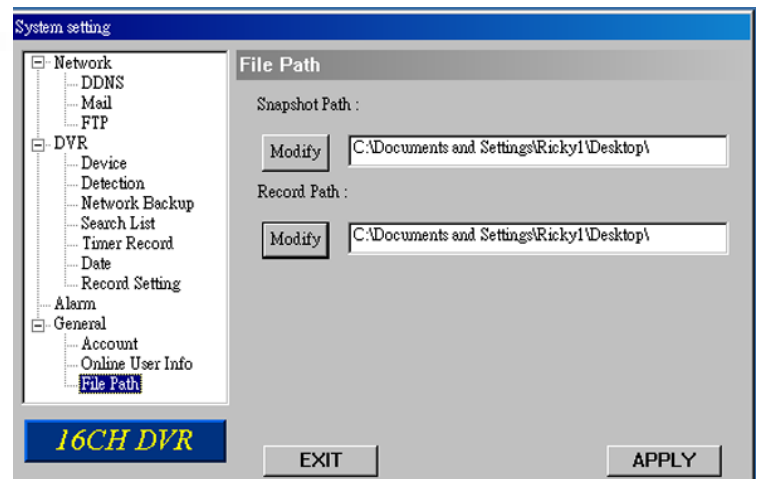 System setting
Network
DDNS
Mail
FTP
DVR
Device
Detection
Network Backup
Search List
Timer Record
Date
Record Setting
Alarm
General
Account
Online User Info
File Path
16CH DVR
File Path
Snapshot Path :
Modify C:\Documents and Settings\Ricky1\Desktop\
Record Path :
Modify C:\Documents and Settings\Ricky1\Desktop\
EXIT APPLY